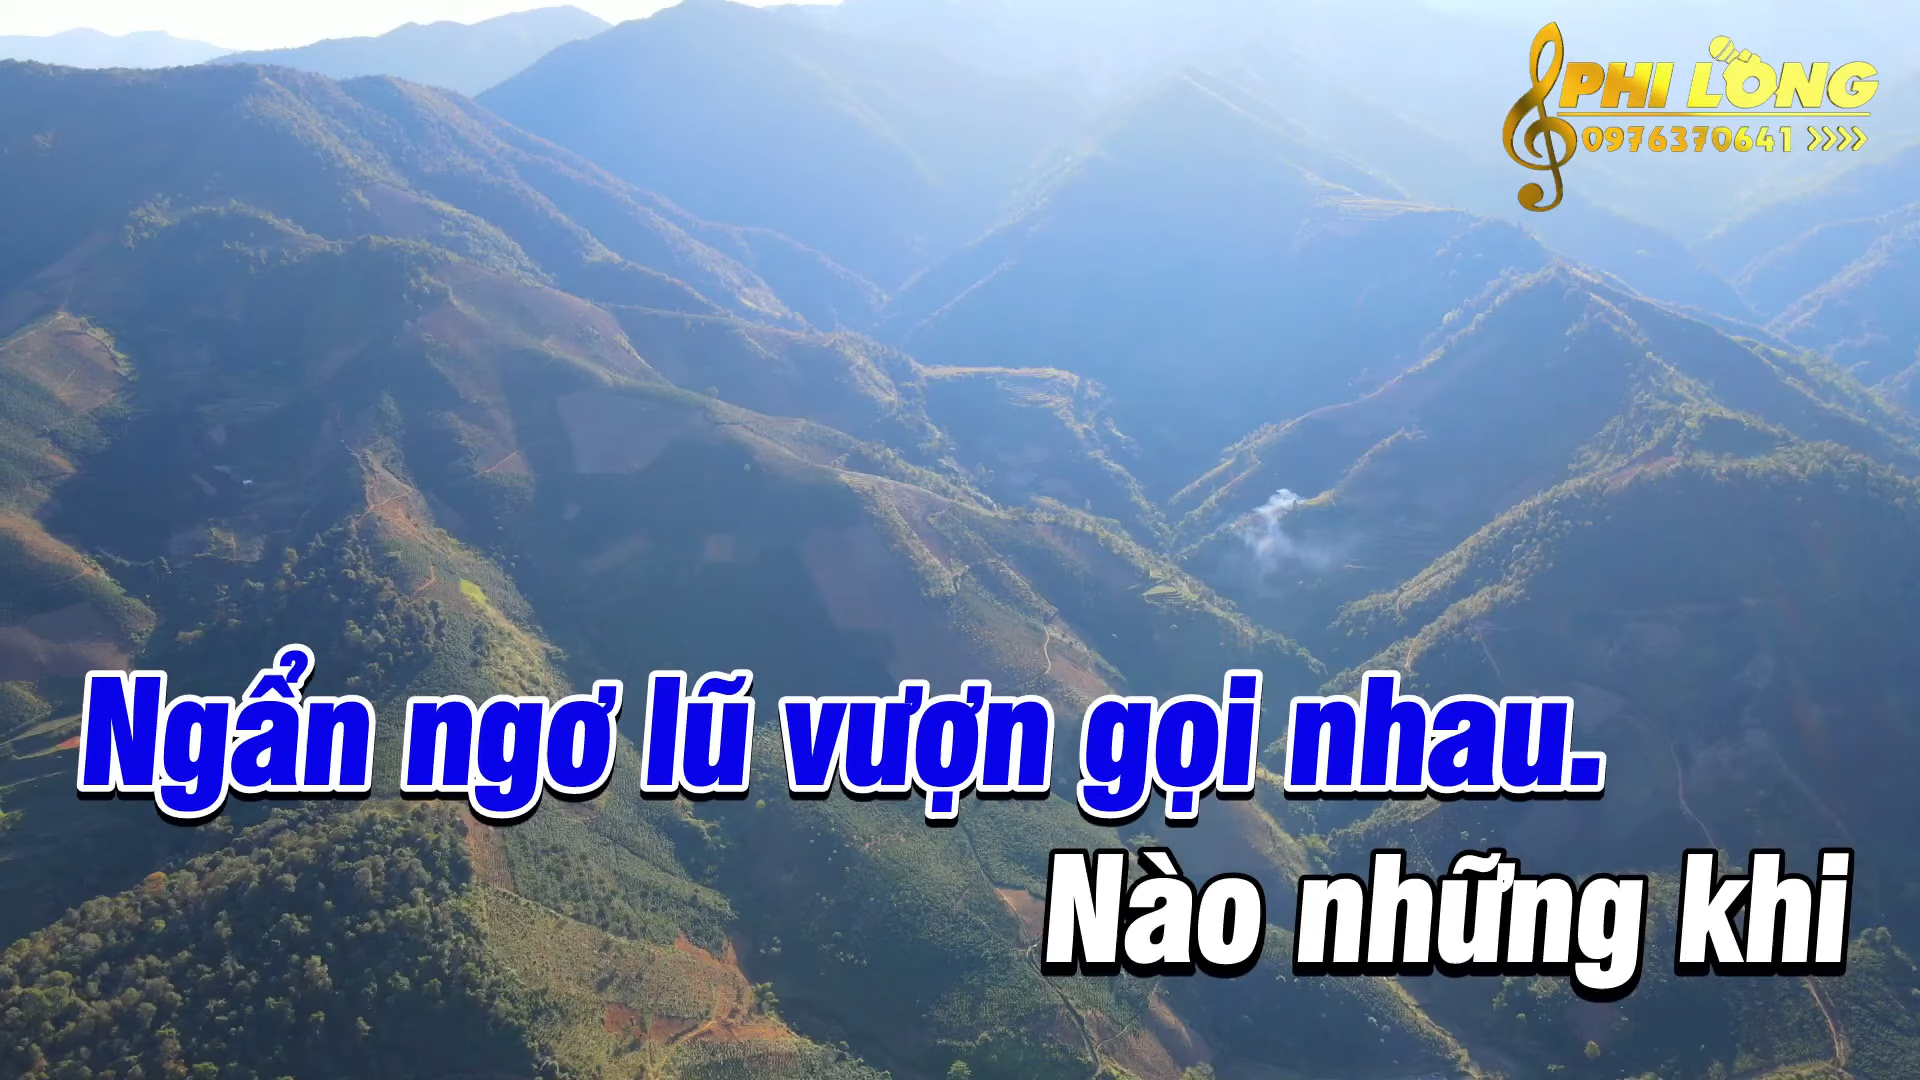 PHI LONG
0976370641 >>>>
Ngẩn ngơ lũ vượn gọi nhau.
Nào những khi